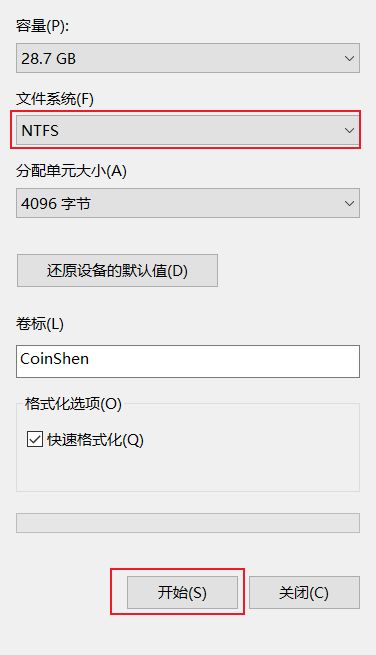 容量(P):
28.7 GB
文件系统(F)
NTFS
分配单元大小(A)
4096 字节
还原设备的默认值(D)
卷标(L)
CoinShen
格式化选项(O)
快速格式化(Q)
开始(S)
关闭(C)